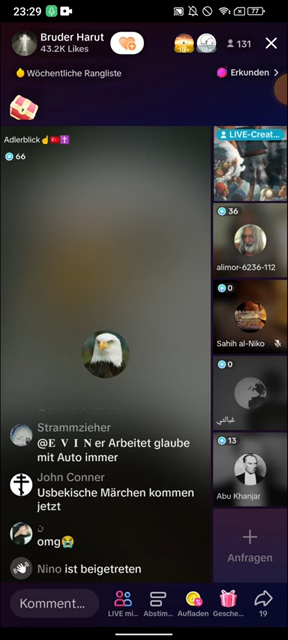 23:29
77
Bruder Harut
43.2K Likes
131
Wöchentliche Rangliste
Erkunden
Adlerblick
66
LIVE-Creat...
36
alimor-6236-112
0
Sahih al-Niko
0
13
Abu Khanjar
Strammzieher
@𝐄 𝐕 𝐈 𝐍 er Arbeitet glaube
mit Auto immer
John Conner
Usbekische Märchen kommen
jetzt
ن
omg😭
Nino ist beigetreten
Anfragen
Komment...
LIVE mi...
Abstim...
Aufladen
Gesche...
19